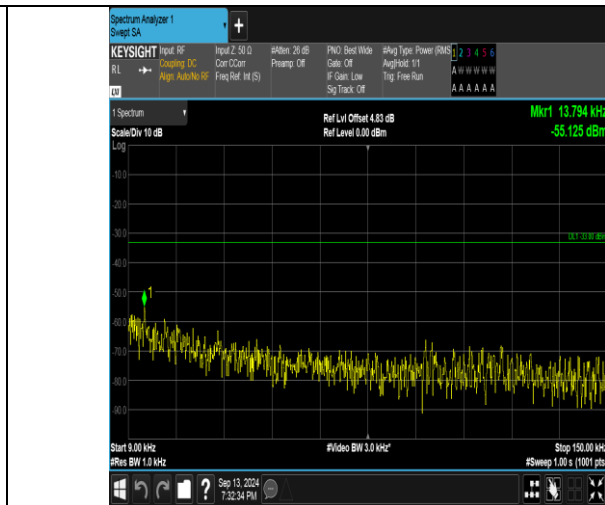 Spectrum Analyzer 1
Swept SA
+
KEYSIGHT Input: RF Input Z: 50 Ω #Atten: 26 dB PNO: Best Wide #Avg Type: Power (RMS 1 2 3 4 5 6
RL Coupling: DC Corr CCorr Preamp: Off Gate: Off Avg|Hold: 1/1 A W W W W W
Align: Auto/No RF Freq Ref: Int (S) IF Gain: Low Trig: Free Run
LXI Sig Track: Off A A A A A A
1 Spectrum Ref Lvl Offset 4.83 dB Mkr1 13.794 kHz
Scale/Div 10 dB Ref Level 0.00 dBm -55.125 dBm
Log
-10.0
-20.0
-30.0
-40.0
-50.0
1
-60.0
-70.0
-80.0
-90.0
Start 9.00 kHz #Video BW 3.0 kHz* Stop 150.00 kHz
#Res BW 1.0 kHz #Sweep 1.00 s (1001 pts
? Sep 13, 2024
7:32:34 PM